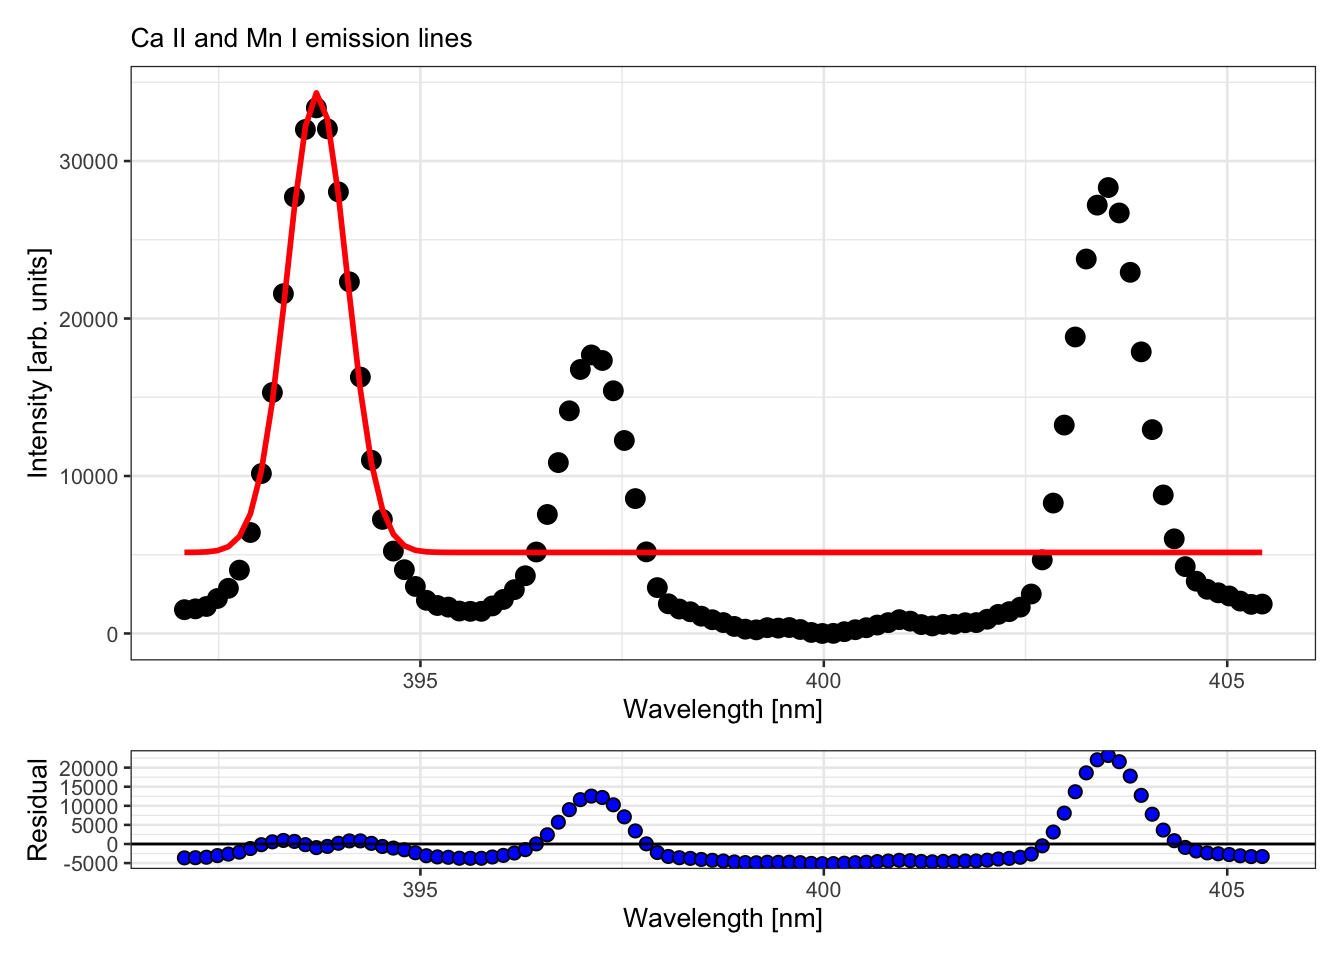 Ca II and Mn I emission lines
Intensity [arb. units]
30000
20000
10000
0
395 400 405
Wavelength [nm]
Residual
20000
15000
10000
5000
0
-5000
395 400 405
Wavelength [nm]